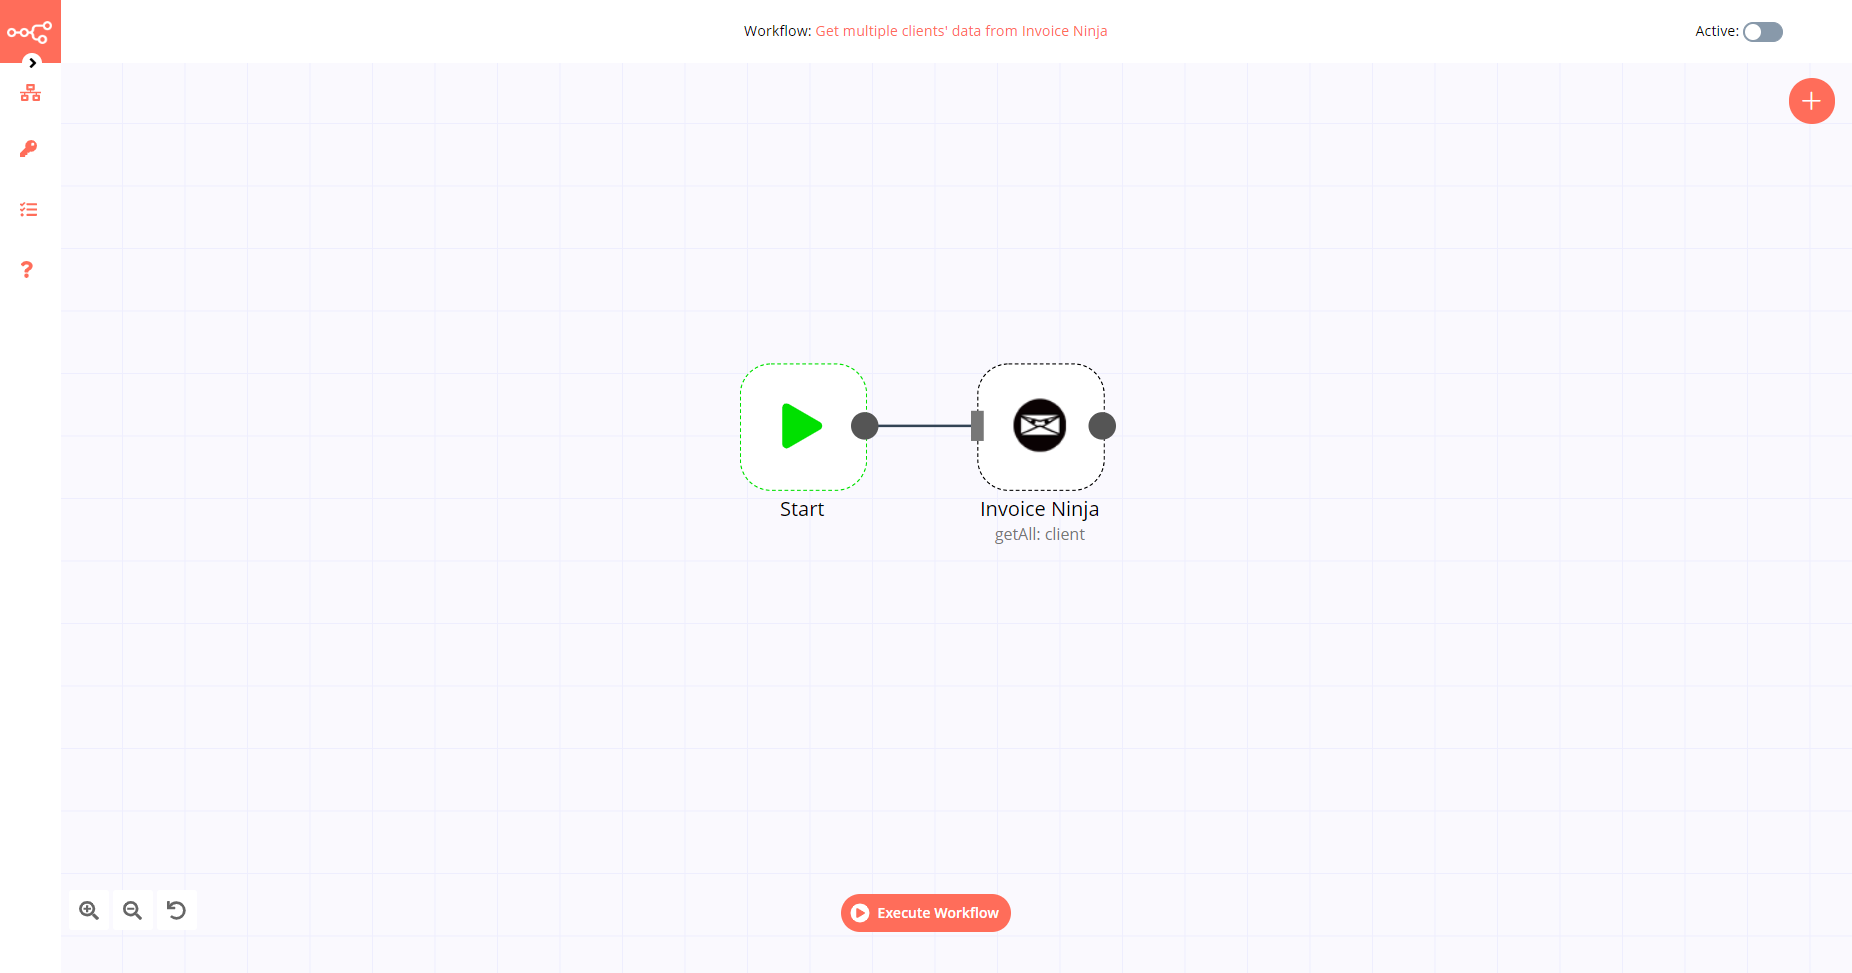 Workflow: Get multiple clients' data from Invoice Ninja
Active:
Start
Invoice Ninja
getAll: client
Execute Workflow